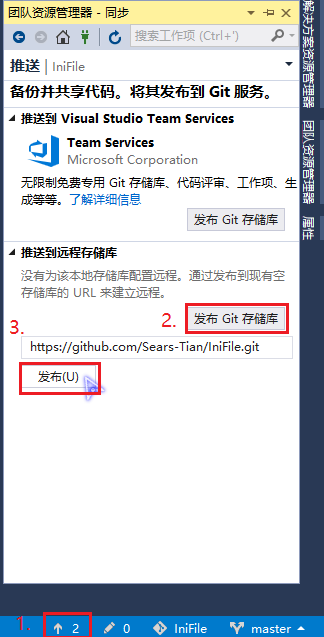 团队资源管理器 - 同步
搜索工作项 (Ctrl+')
推送 | IniFile
备份并共享代码。将其发布到 Git 服务。
推送到 Visual Studio Team Services
Team Services
Microsoft Corporation
无限制免费专用 Git 存储库、代码评审、工作项、生
成等等。了解详细信息
发布 Git 存储库
推送到远程存储库
没有为该本地存储库配置远程。通过发布到现有空
存储库的 URL 来建立远程。
2.
发布 Git 存储库
3.
https://github.com/Sears-Tian/IniFile.git
发布(U)
解决方案资源管理器
团队资源管理器
属性
1.
2
0
IniFile
master